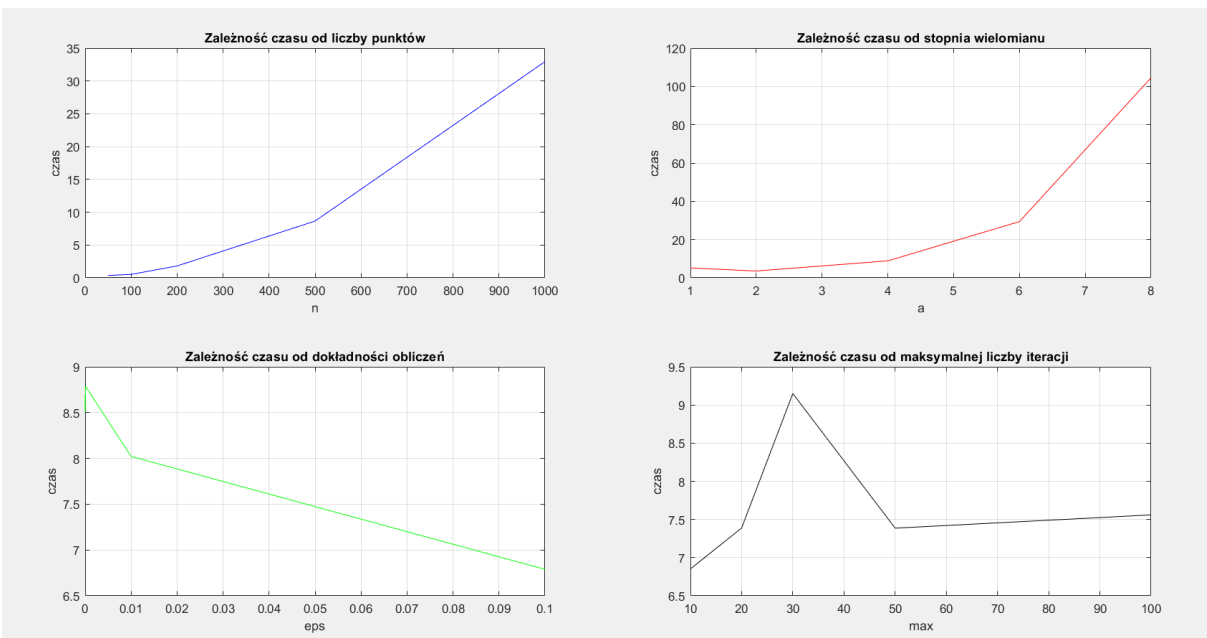 Zależność czasu od liczby punktów
35
30
25
20
15
10
5
0
czas
0 100 200 300 400 500 600 700 800 900 1000
n
Zależność czasu od stopnia wielomianu
120
100
80
60
40
20
0
czas
1 2 3 4 5 6 7 8
a
Zależność czasu od dokładności obliczeń
9
8.5
8
7.5
7
6.5
czas
0 0.01 0.02 0.03 0.04 0.05 0.06 0.07 0.08 0.09 0.1
eps
Zależność czasu od maksymalnej liczby iteracji
9.5
9
8.5
8
7.5
7
6.5
czas
10 20 30 40 50 60 70 80 90 100
max